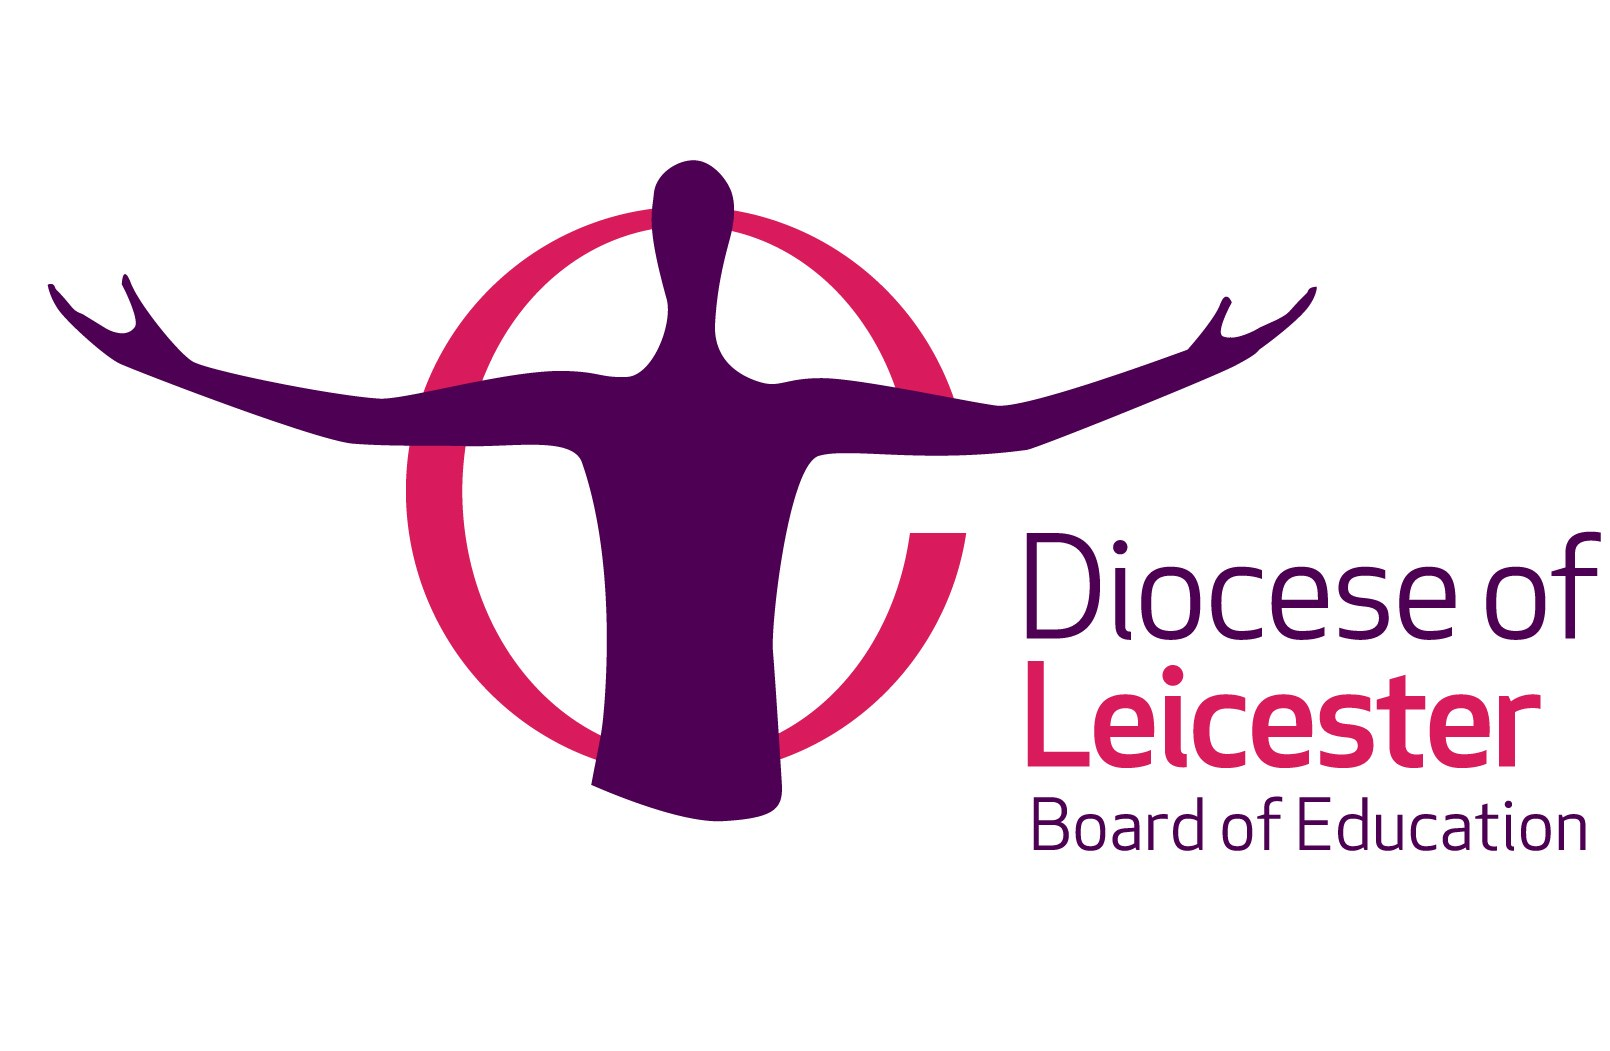 Diocese of
Leicester
Board of Education